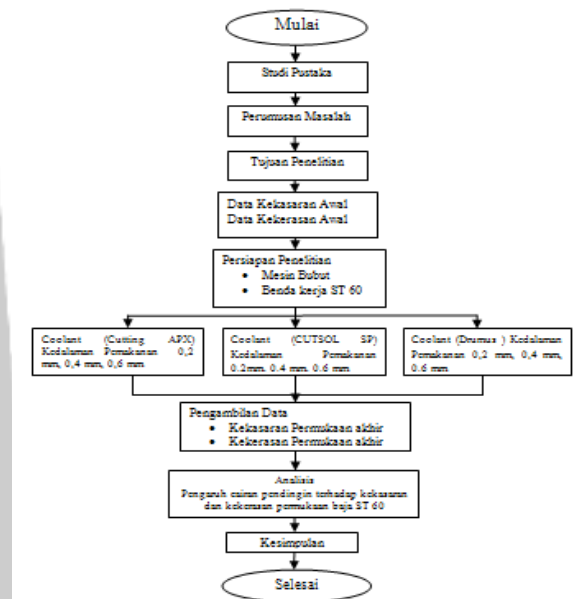 Mulai
Studi Pustaka
Perumusan Masalah
Tujuan Penelitian
Data Kekasaran Awal
Data Kekerasan Awal
Persiapan Penelitian
• Mesin Bubut
• Benda kerja ST 60
Coolant (Cutting APX)
Kedalaman Pemakanan 0,2
mm, 0,4 mm, 0,6 mm
Coolant (CUTSOL SP)
Kedalaman Pemakanan
0.2mm. 0.4 mm. 0.6 mm
Coolant (Dromus ) Kedalaman
Pemakanan 0,2 mm, 0,4 mm,
0.6 mm
Pengambilan Data
• Kekasaran Permukaan akhir
• Kekerasan Permukaan akhir
Analisis
Pengaruh cairan pendingin terhadap kekasaran
dan kekerasan permukaan baja ST 60
Kesimpulan
Selesai